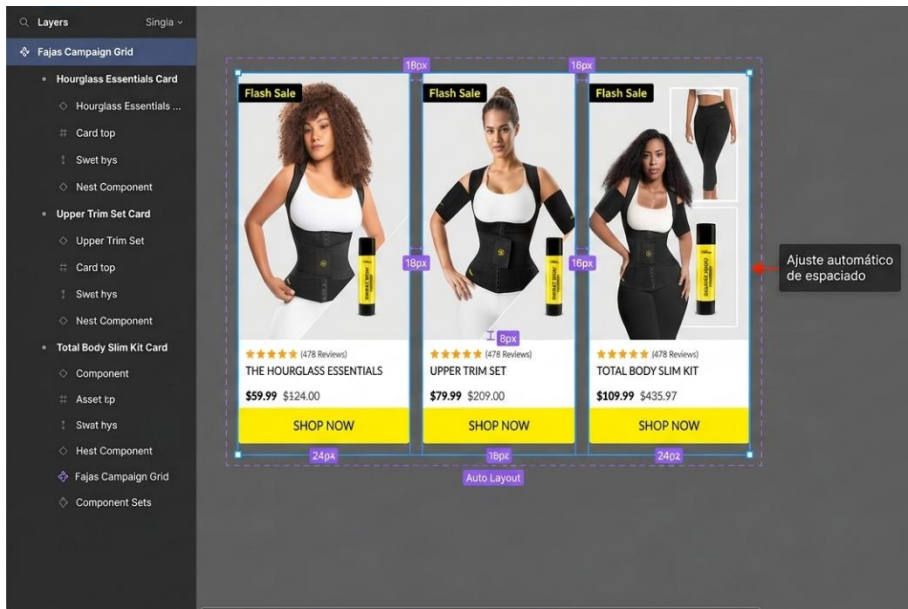 Layers
Singla
Fajas Campaign Grid
Hourglass Essentials Card
Hourglass Essentials ...
Card top
Swet bys
Nest Component
Upper Trim Set Card
Upper Trim Set
Card top
Swet hys
Nest Component
Total Body Slim Kit Card
Component
Asset tp
Swat hys
Hest Component
Fajas Campaign Grid
Component Sets
18px
16px
Flash Sale
Flash Sale
Flash Sale
18px
16px
Ajuste automático
de espaciado
8px
(478 Reviews)
(478 Reviews)
(478 Reviews)
THE HOURGLASS ESSENTIALS
UPPER TRIM SET
TOTAL BODY SLIM KIT
$59.99 $124.00
$79.99 $209.00
$109.99 $435.97
SHOP NOW
SHOP NOW
SHOP NOW
24px
18px
24pz
Auto Layout